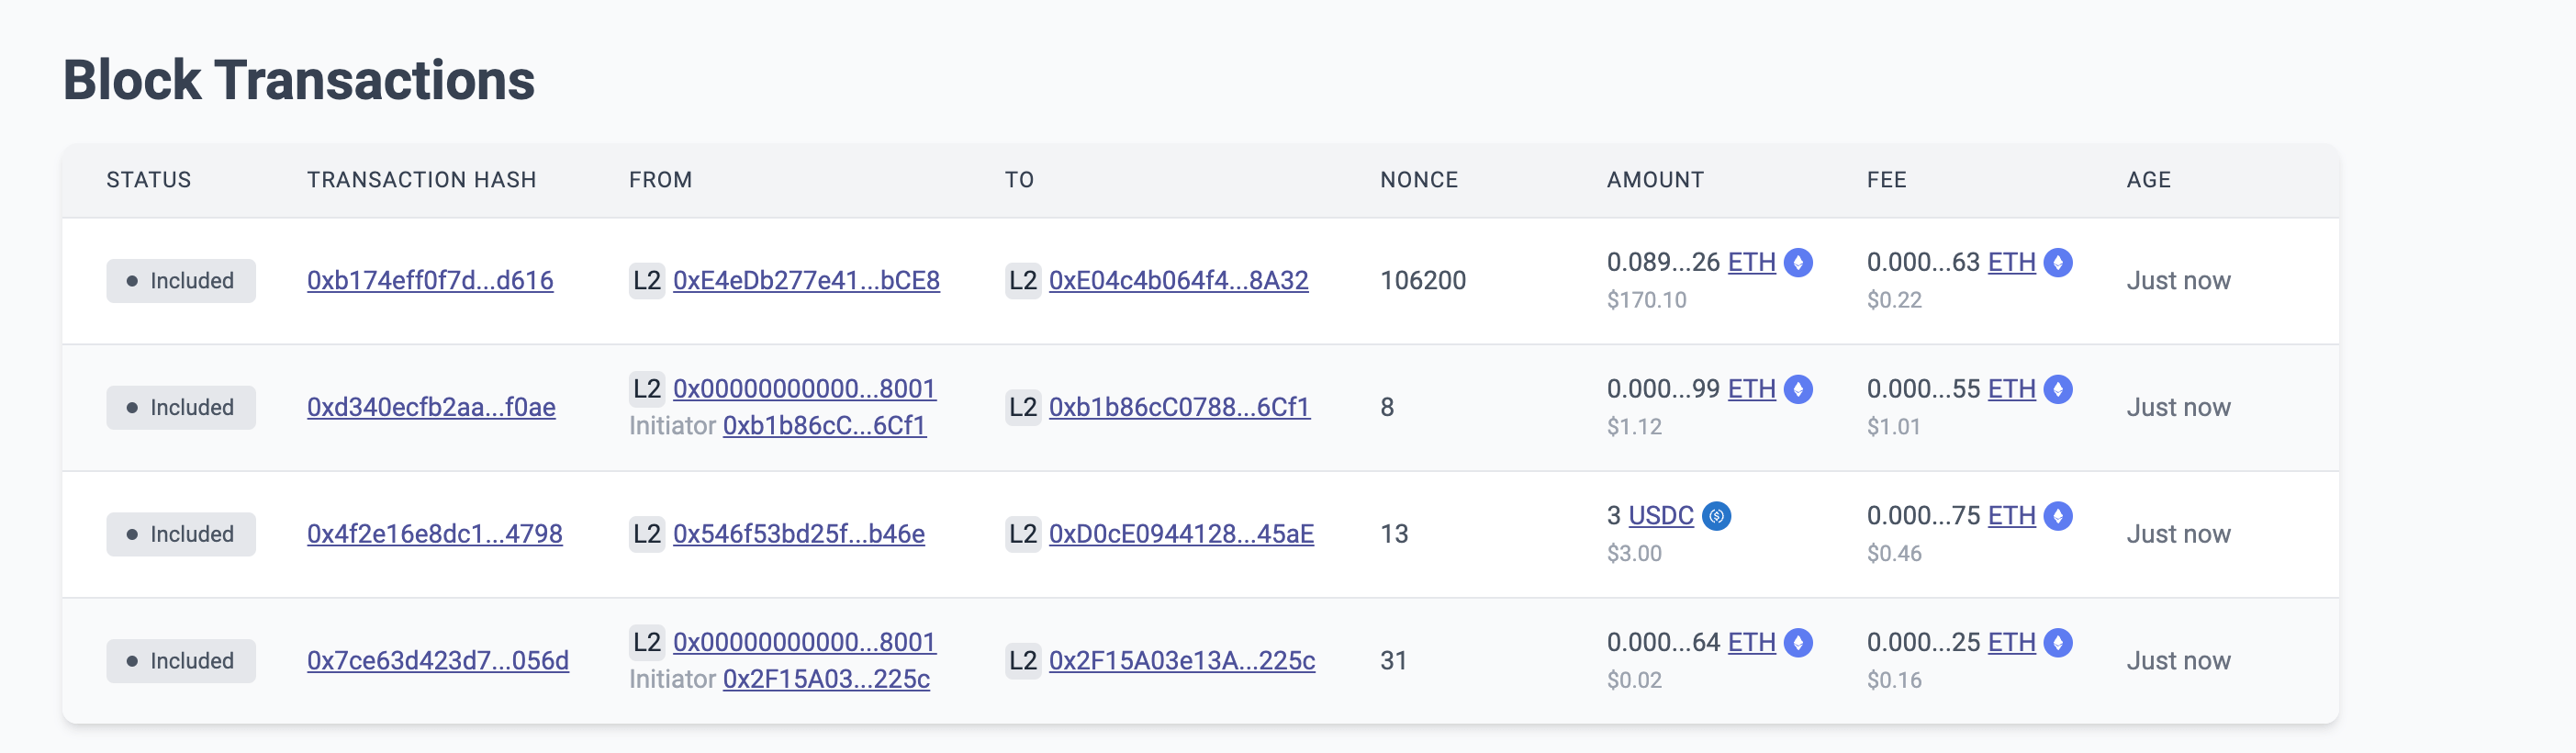 Block Transactions
STATUS TRANSACTION HASH FROM TO NONCE AMOUNT FEE AGE
Included 0xb174eff0f7d...d616 L2 0xE4eDb277e41...bCE8 L2 0xE04c4b064f4...8A32 106200 0.089...26 ETH 0.000...63 ETH Just now
$170.10 $0.22
Included 0xd340ecfb2aa...f0ae L2 0x00000000000...8001 L2 0xb1b86cC0788...6Cf1 8 0.000...99 ETH 0.000...55 ETH Just now
Initiator 0xb1b86cC...6Cf1 $1.12 $1.01
Included 0x4f2e16e8dc1...4798 L2 0x546f53bd25f...b46e L2 0xD0cE0944128...45aE 13 3 USDC 0.000...75 ETH Just now
$3.00 $0.46
Included 0x7ce63d423d7...056d L2 0x00000000000...8001 L2 0x2F15A03e13A...225c 31 0.000...64 ETH 0.000...25 ETH Just now
Initiator 0x2F15A03...225c $0.02 $0.16